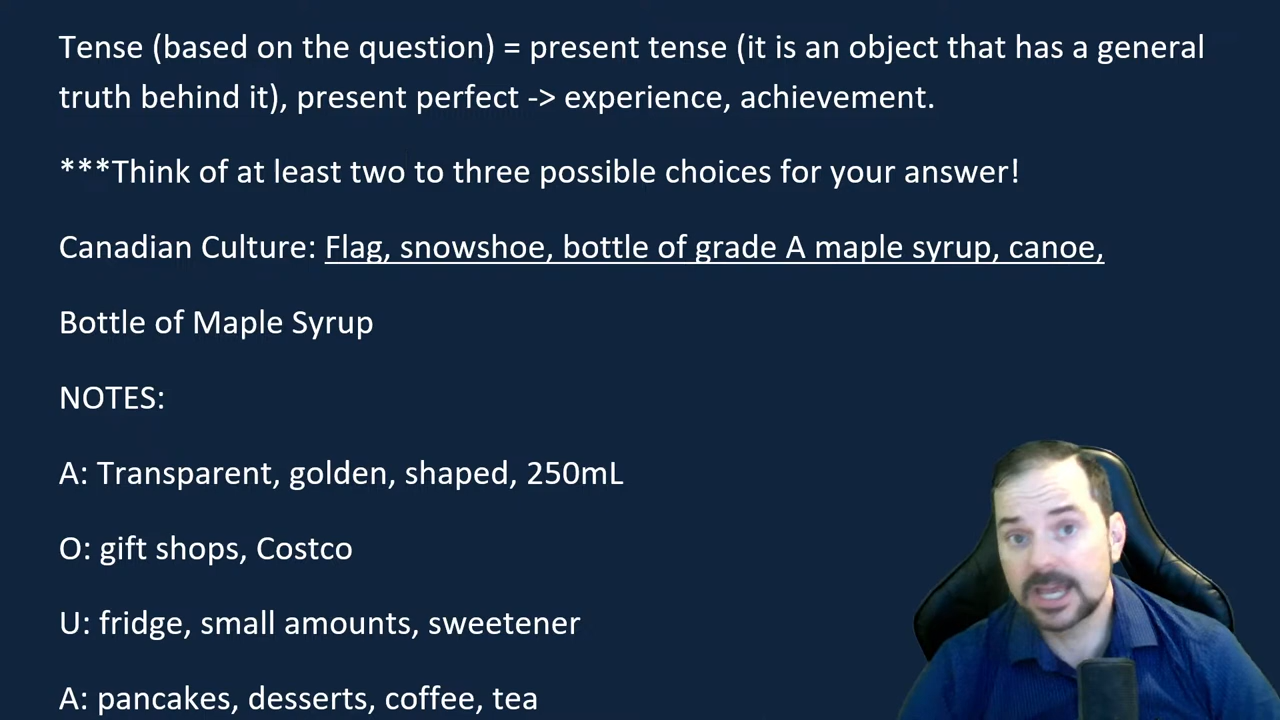 Tense (based on the question) = present tense (it is an object that has a general
truth behind it), present perfect -> experience, achievement.
***Think of at least two to three possible choices for your answer!
Canadian Culture: Flag, snowshoe, bottle of grade A maple syrup, canoe,
Bottle of Maple Syrup
NOTES:
A: Transparent, golden, shaped, 250mL
O: gift shops, Costco
U: fridge, small amounts, sweetener
A: pancakes, desserts, coffee, tea